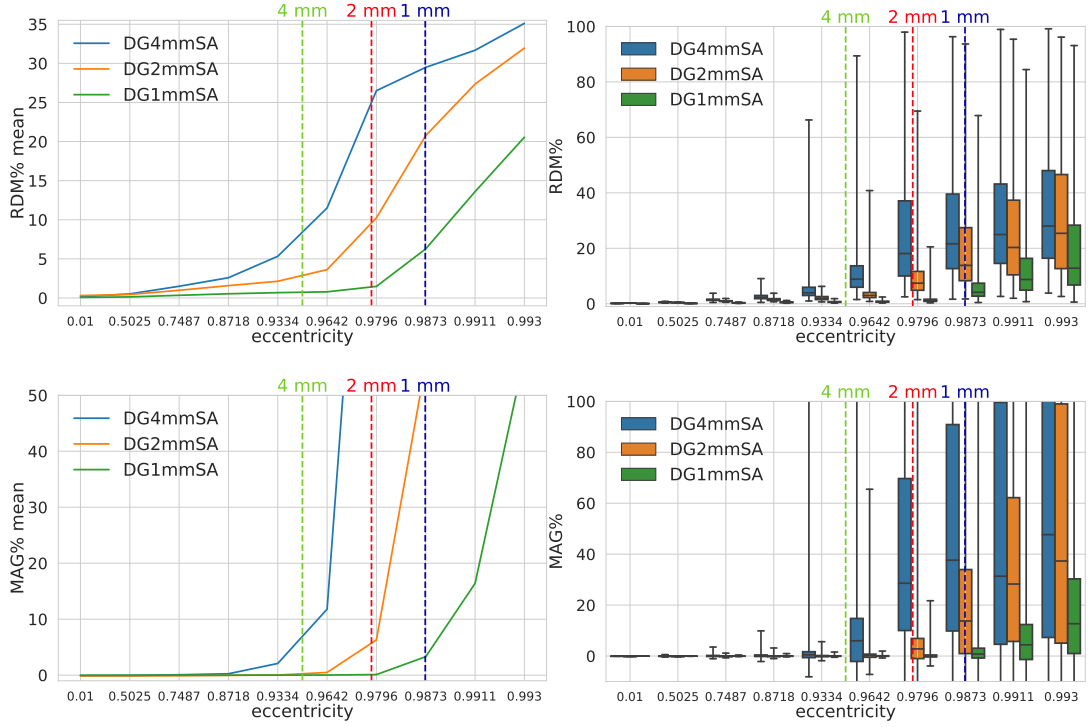 4 mm 2 mm 1 mm
35
30
25
20
15
10
5
0
RDM% mean
DG4mmSA
DG2mmSA
DG1mmSA
0.01 0.5025 0.7487 0.8718 0.9334 0.9642 0.9796 0.9873 0.9911 0.993
eccentricity
4 mm 2 mm 1 mm
100
80
60
40
20
0
RDM%
DG4mmSA
DG2mmSA
DG1mmSA
0.01 0.5025 0.7487 0.8718 0.9334 0.9642 0.9796 0.9873 0.9911 0.993
eccentricity
4 mm 2 mm 1 mm
50
40
30
20
10
0
MAG% mean
DG4mmSA
DG2mmSA
DG1mmSA
0.01 0.5025 0.7487 0.8718 0.9334 0.9642 0.9796 0.9873 0.9911 0.993
eccentricity
4 mm 2 mm 1 mm
100
80
60
40
20
0
MAG%
DG4mmSA
DG2mmSA
DG1mmSA
0.01 0.5025 0.7487 0.8718 0.9334 0.9642 0.9796 0.9873 0.9911 0.993
eccentricity